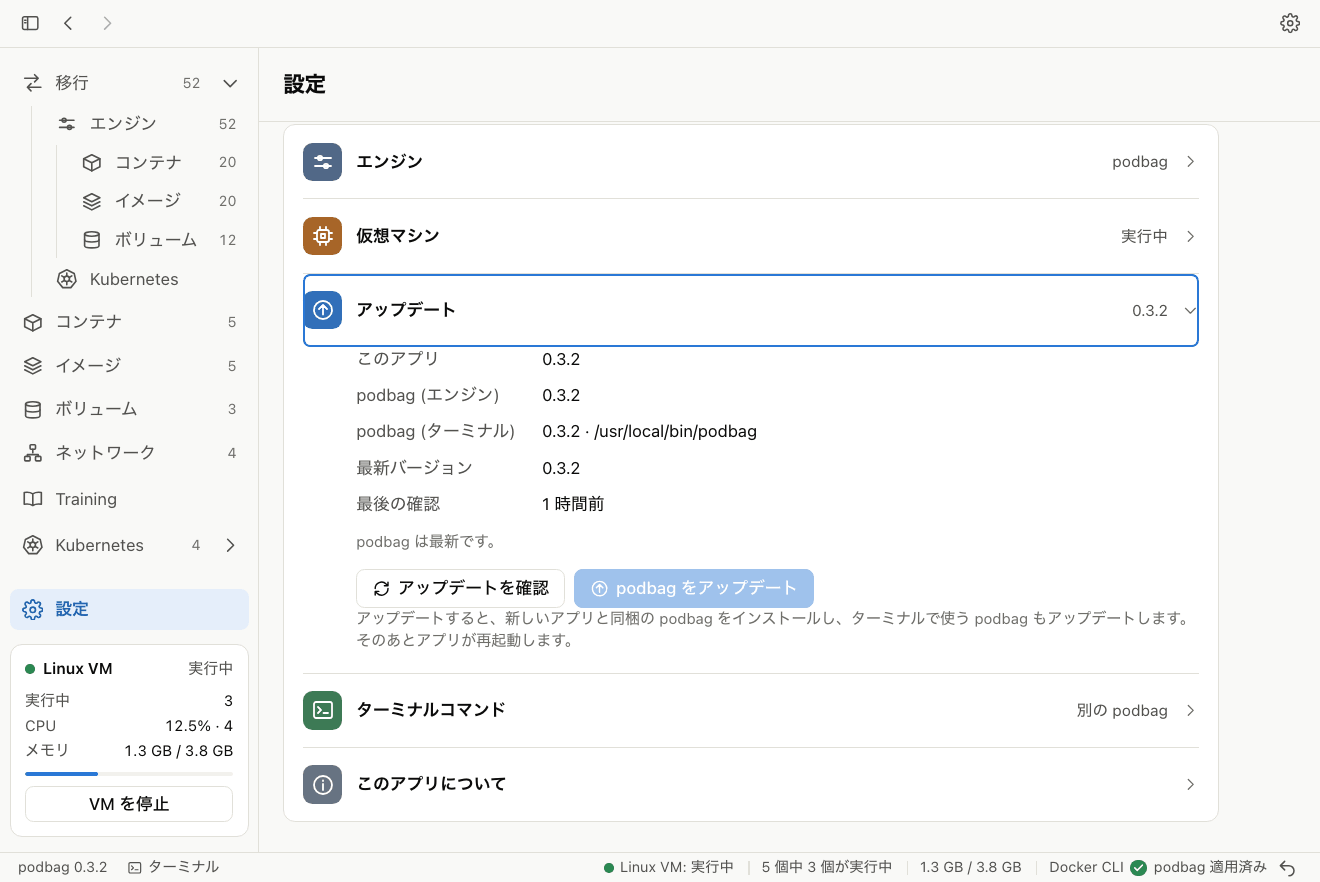 移行 52
エンジン 52
コンテナ 20
イメージ 20
ボリューム 12
Kubernetes
コンテナ 5
イメージ 5
ボリューム 3
ネットワーク 4
Training
Kubernetes 4
設定
Linux VM 実行中
実行中 3
CPU 12.5% · 4
メモリ 1.3 GB / 3.8 GB
VM を停止
設定
エンジン podbag
仮想マシン 実行中
アップデート 0.3.2
このアプリ 0.3.2
podbag (エンジン) 0.3.2
podbag (ターミナル) 0.3.2 · /usr/local/bin/podbag
最新バージョン 0.3.2
最後の確認 1 時間前
podbag は最新です。
アップデートを確認 podbag をアップデート
アップデートすると、新しいアプリと同梱の podbag をインストールし、ターミナルで使う podbag もアップデートします。
そのあとアプリが再起動します。
ターミナルコマンド 別の podbag
このアプリについて
podbag 0.3.2 ターミナル Linux VM: 実行中 5 個中 3 個が実行中 1.3 GB / 3.8 GB Docker CLI podbag 適用済み